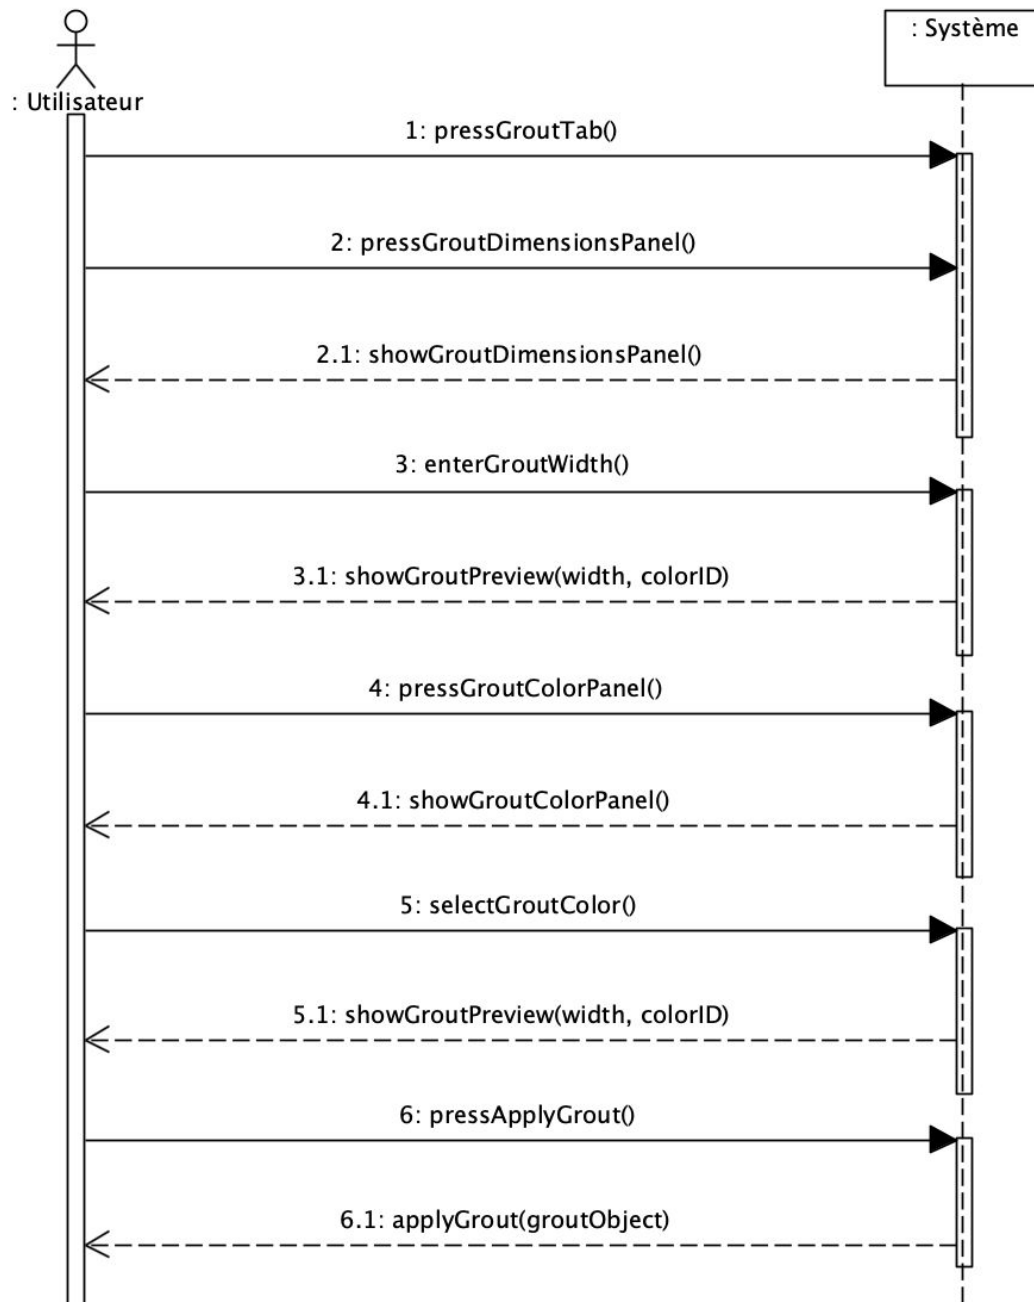 : Système
: Utilisateur
1: pressGroutTab()
2: pressGroutDimensionsPanel()
2.1: showGroutDimensionsPanel()
3: enterGroutWidth()
3.1: showGroutPreview(width, colorID)
4: pressGroutColorPanel()
4.1: showGroutColorPanel()
5: selectGroutColor()
5.1: showGroutPreview(width, colorID)
6: pressApplyGrout()
6.1: applyGrout(groutObject)